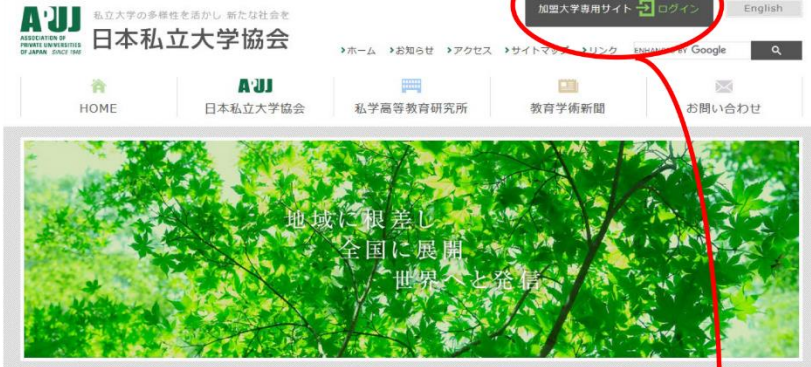 私立大学の多様性を活かし 新たな社会を
APUJ
ASSOCIATION OF
PRIVATE UNIVERSITIES
OF JAPAN SINCE 1946
日本私立大学協会
加盟大学専用サイト ログイン
English
ホーム お知らせ アクセス サイトマップ リンク
ENHANCED BY Google
HOME
APUJ
日本私立大学協会
私学高等教育研究所
教育学術新聞
お問い合わせ
地域に根差し
全国に展開
世界へと発信